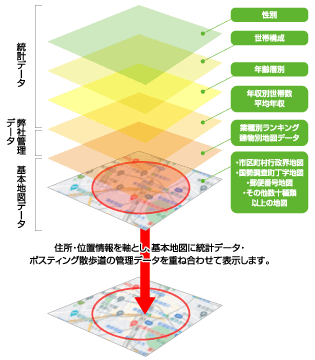 統計データ
弊社管理
データ
基本地図データ
性別
世帯構成
年齢層別
年収別世帯数
平均年収
業種別ランキング
建物別地図データ
・市区町村行政界地図
・国勢調査町丁字地図
・郵便番号地図
・その他数十種類
以上の地図
住所・位置情報を軸とし、基本地図に統計データ・
ポスティング散歩道の管理データを重ね合わせて表示します。